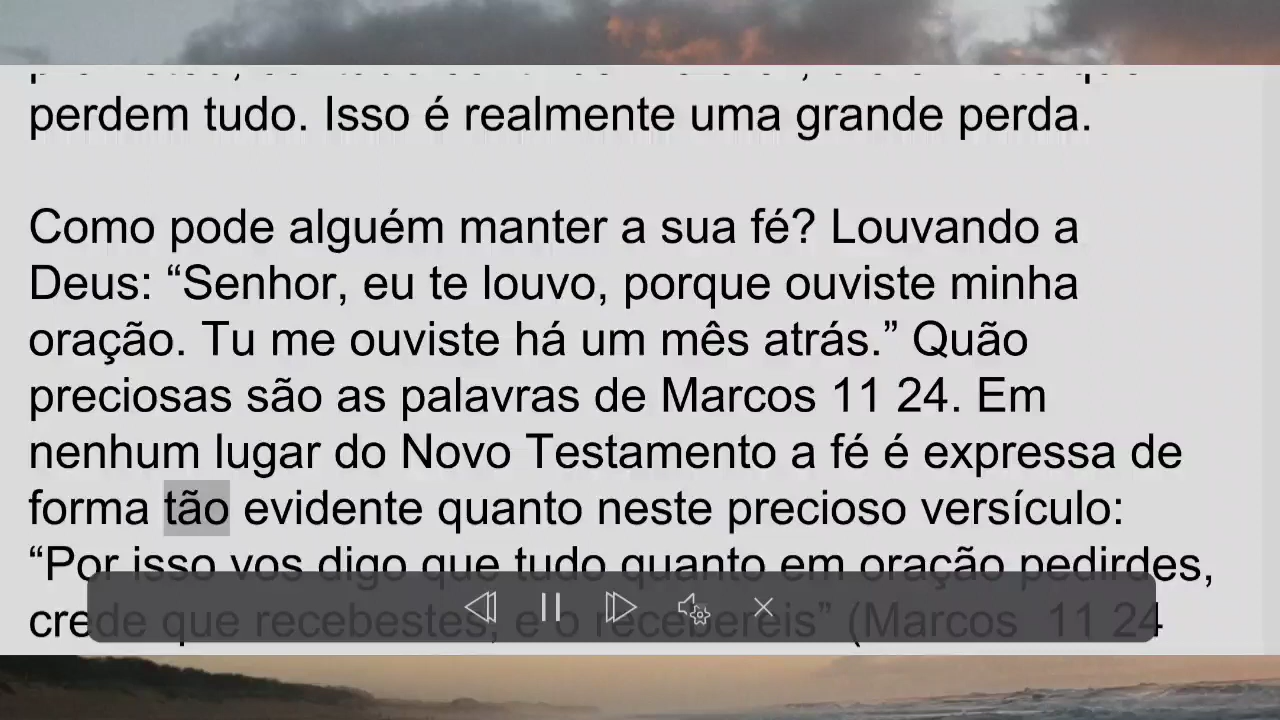 perdem tudo. Isso é realmente uma grande perda.
Como pode alguém manter a sua fé? Louvando a
Deus: “Senhor, eu te louvo, porque ouviste minha
oração. Tu me ouviste há um mês atrás.” Quão
preciosas são as palavras de Marcos 11 24. Em
nenhum lugar do Novo Testamento a fé é expressa de
forma tão evidente quanto neste precioso versículo:
“Por isso vos digo que tudo quanto em oração pedirdes,
crede que recebestes, e o recebereis” (Marcos  11 24